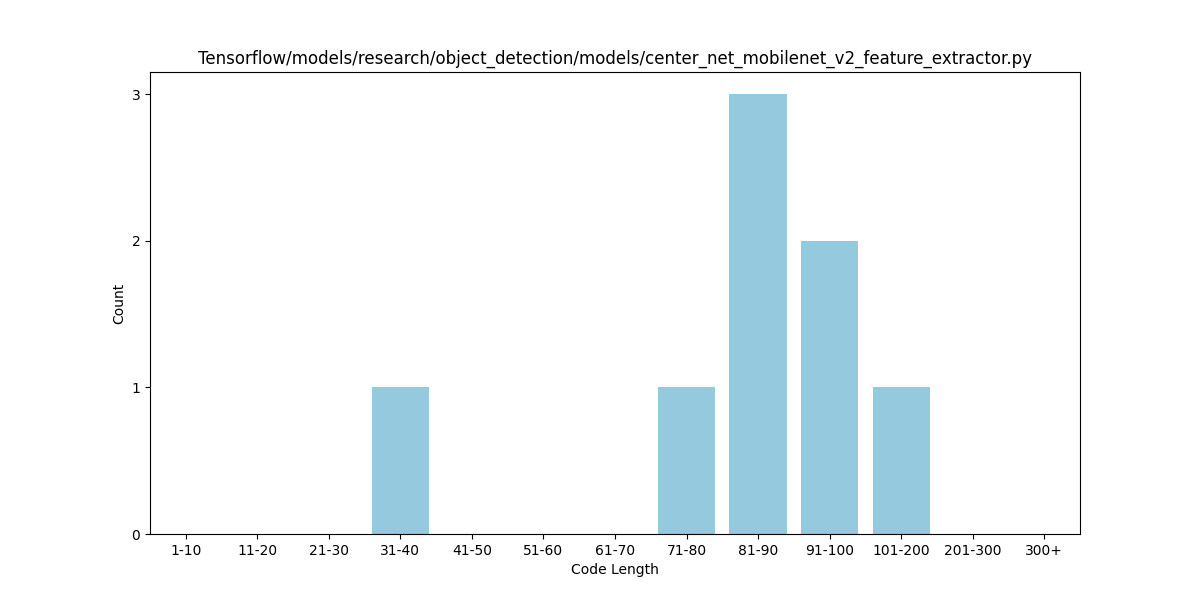 Tensorflow/models/research/object_detection/models/center_net_mobilenet_v2_feature_extractor.py
3
2
1
0
Count
1-10 11-20 21-30 31-40 41-50 51-60 61-70 71-80 81-90 91-100 101-200 201-300 300+
Code Length